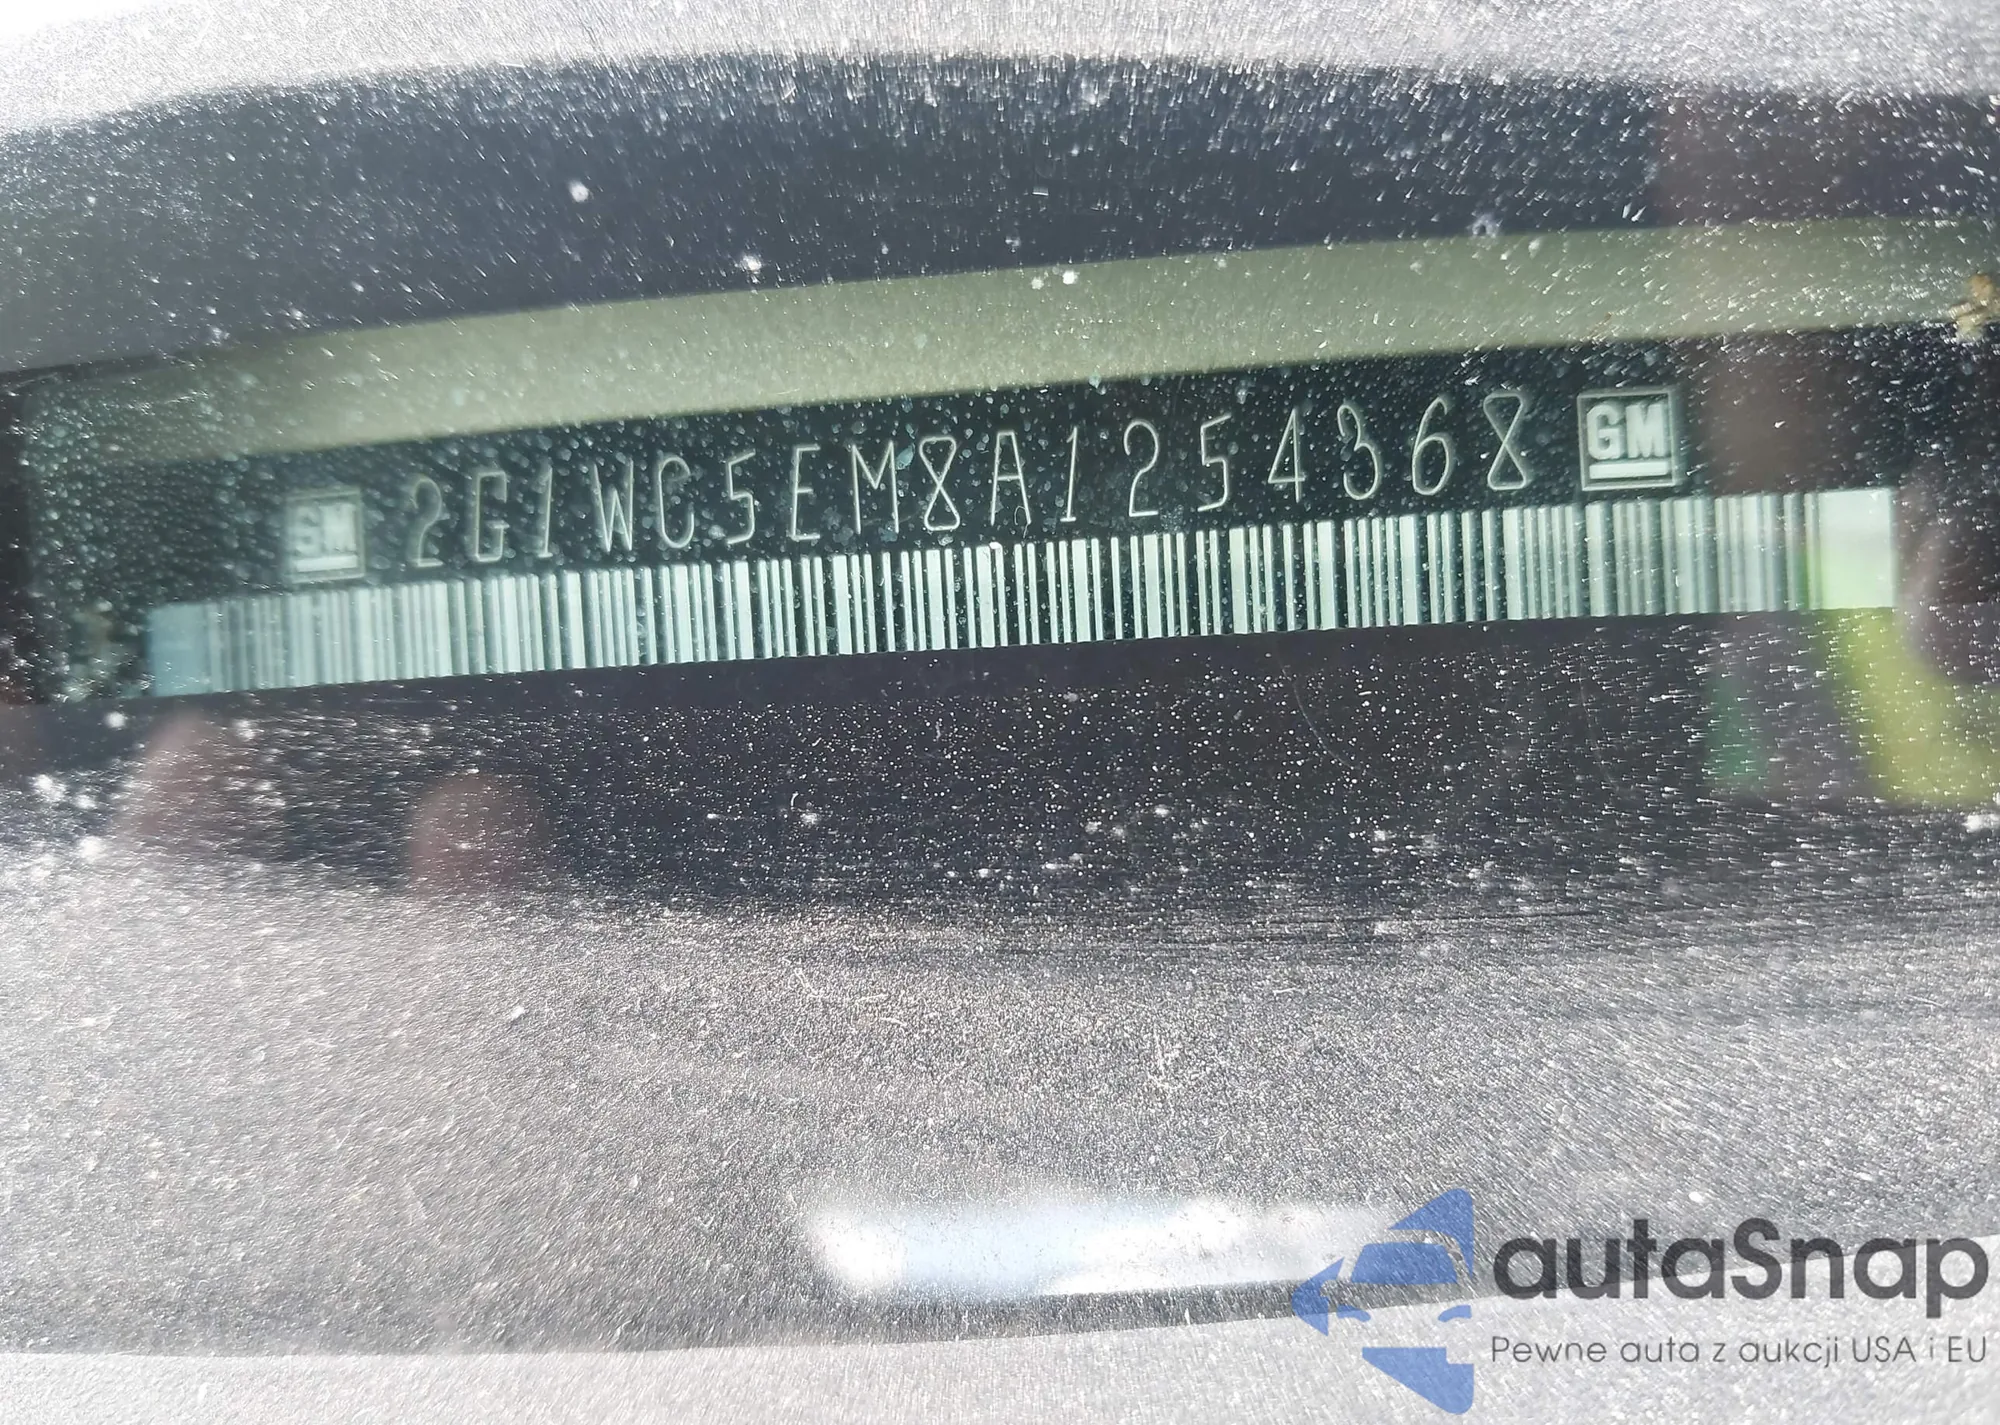 GM 2G1WC5EM8A1254368 GM
autaSnap
Pewne auta z aukcji USA i EU